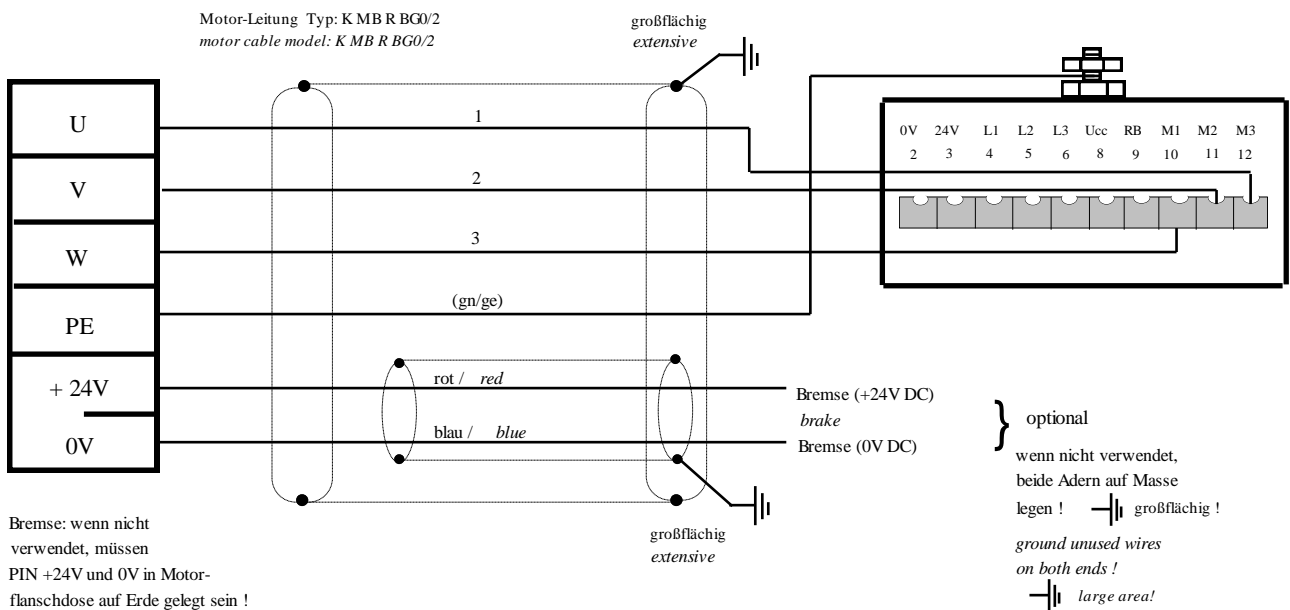 Motor-Leitung Typ: K MB R BG0/2
motor cable model: K MB R BG0/2
großflächig
extensive
U
V
W
PE
+ 24V
0V
1
2
3
(gn/ge)
rot / red
blau / blue
0V 24V L1 L2 L3 Ucc RB M1 M2 M3
2 3 4 5 6 8 9 10 11 12
Bremse (+24V DC)
brake
Bremse (0V DC)
} optional
wenn nicht verwendet,
beide Adern auf Masse
legen ! großflächig !
ground unused wires
on both ends !
large area!
großflächig
extensive
Bremse: wenn nicht
verwendet, müssen
PIN +24V und 0V in Motor-
flanschdose auf Erde gelegt sein !